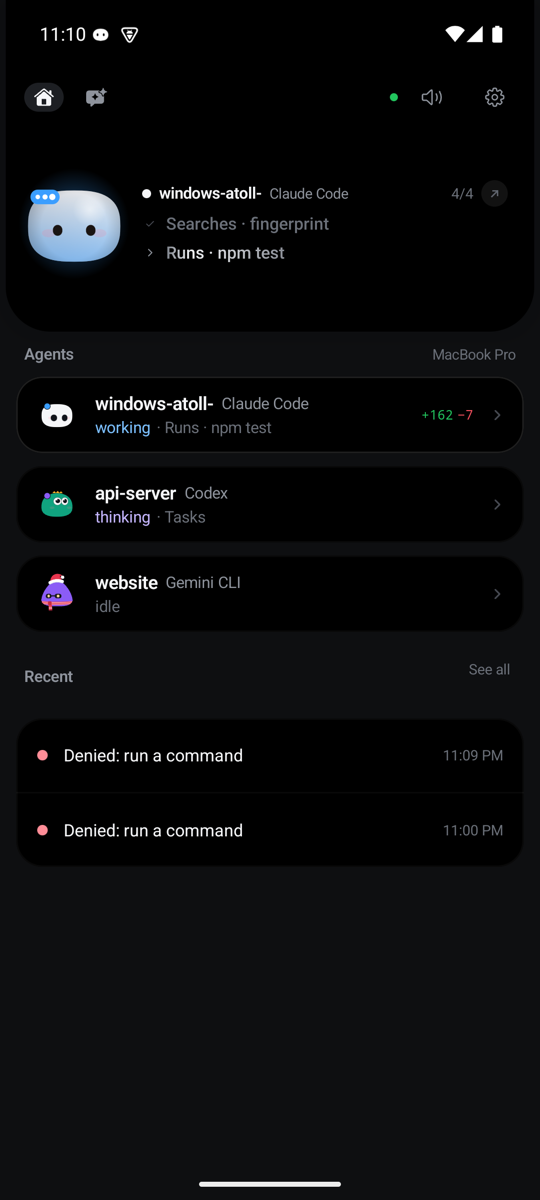 11:10
windows-atoll- Claude Code 4/4
Searches · fingerprint
Runs · npm test
Agents MacBook Pro
windows-atoll- Claude Code
working · Runs · npm test +162 −7
api-server Codex
thinking · Tasks
website Gemini CLI
idle
Recent See all
Denied: run a command 11:09 PM
Denied: run a command 11:00 PM